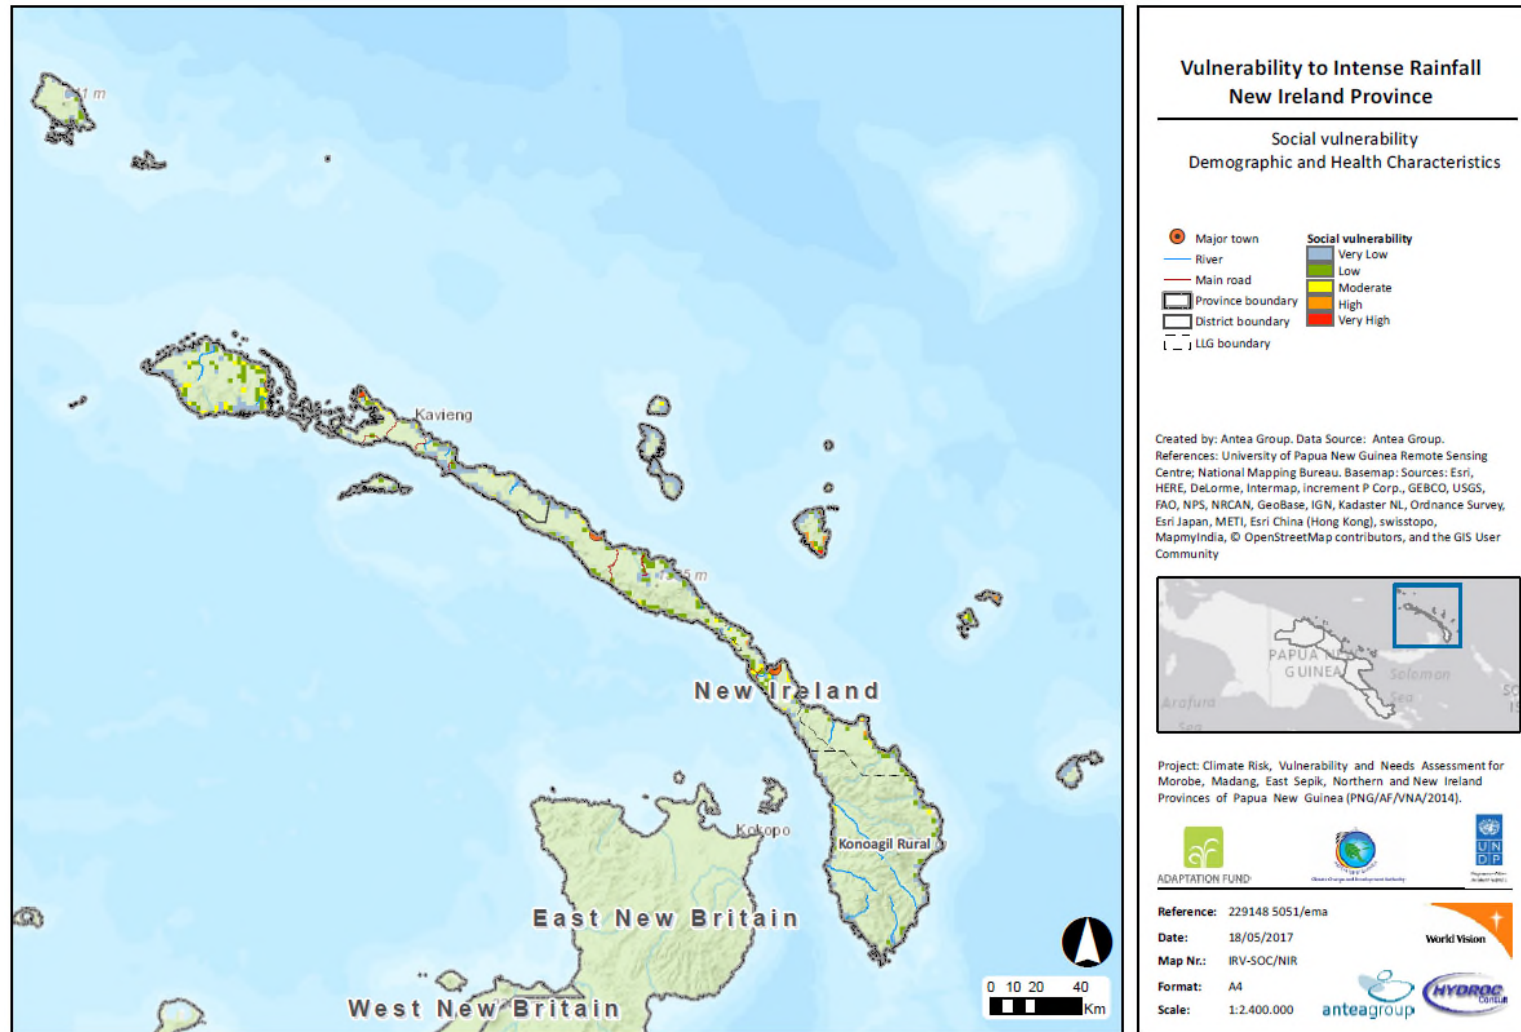 Vulnerability to Intense Rainfall
New Ireland Province
Social vulnerability
Demographic and Health Characteristics
Major town
River
Main road
Province boundary
District boundary
LLG boundary
Social vulnerability
Very Low
Low
Moderate
High
Very High
Created by: Antea Group. Data Source: Antea Group.
References: University of Papua New Guinea Remote Sensing
Centre; National Mapping Bureau. Basemap: Sources: Esri,
HERE, DeLorme, Intermap, increment P Corp., GEBCO, USGS,
FAO, NPS, NRCAN, GeoBase, IGN, Kadaster NL, Ordnance Survey,
Esri Japan, METI, Esri China (Hong Kong), swisstopo,
MapmyIndia, © OpenStreetMap contributors, and the GIS User
Community
PAPUA NEW
GUINEA
Solomon
Sea
Arafura
Sea
Project: Climate Risk, Vulnerability and Needs Assessment for
Morobe, Madang, East Sepik, Northern and New Ireland
Provinces of Papua New Guinea (PNG/AF/VNA/2014).
ADAPTATION FUND
Climate Change and Development Authority
U N
D P
Reference: 229148 5051/ema
Date: 18/05/2017
Map Nr.: IRV-SOC/NIR
Format: A4
Scale: 1:2.400.000
World Vision
anteagroup
HYDROC
Consult
Kavieng
New Ireland
Kokopo
Konoagil Rural
East New Britain
West New Britain
0 10 20 40
Km